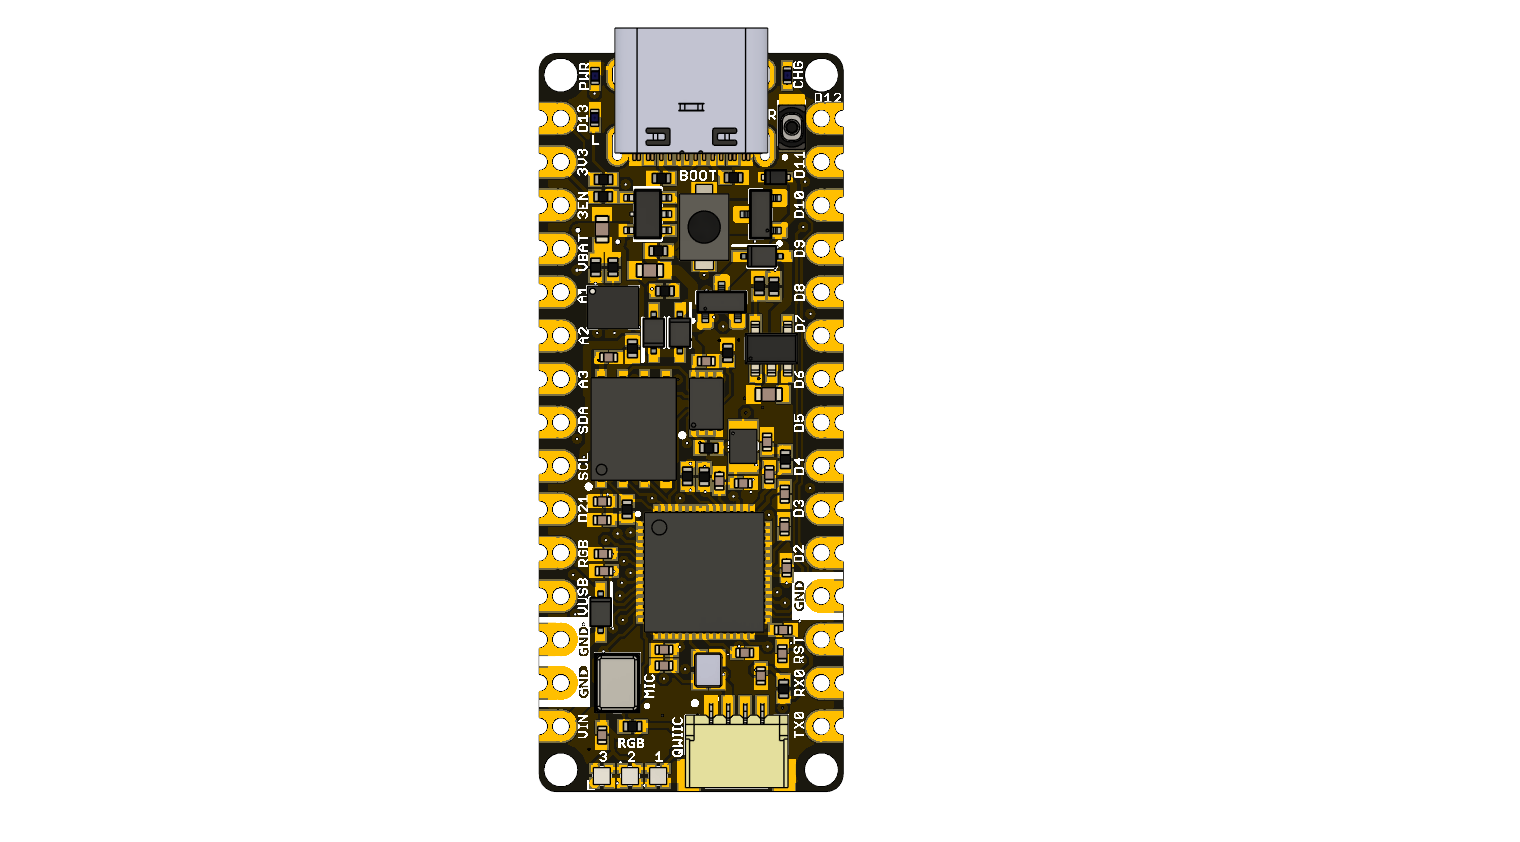 PWR
CHG
D13
L
R
D12
3V3
BOOT
D11
3EN
D10
VBAT
D9
A1
D8
A2
D7
A3
D6
SDA
D5
SCL
D4
D21
D3
RGB
D2
VUSB
GND
GND
RST
GND
MIC
RX0
VIN
QWIIC
TX0
RGB
3 2 1